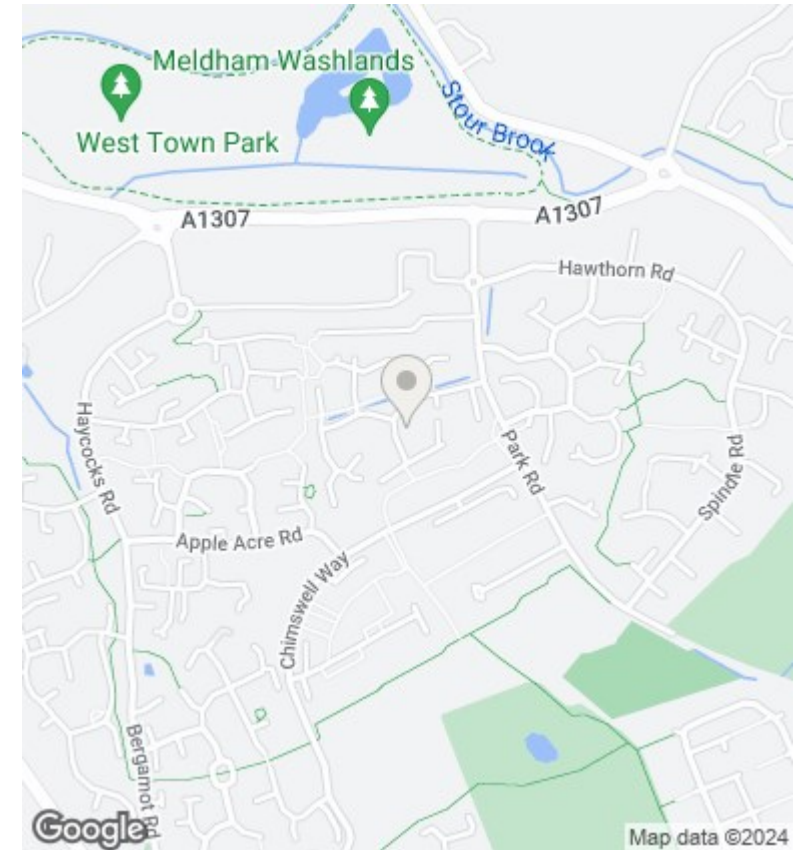 Meldham Washlands
West Town Park
Stour Brook
A1307
A1307
Hawthorn Rd
Haycocks Rd
Park Rd
Spindle Rd
Apple Acre Rd
Chimswell Way
Bergamot Rd
Google
Map data ©2024